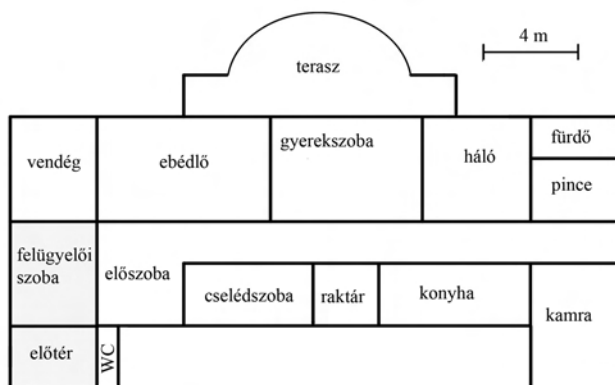 terasz
4 m
vendég
ebédlő
gyerekszoba
háló
fürdő
pince
felügyelői
szoba
előszoba
cselédszoba
raktár
konyha
kamra
előtér
WC